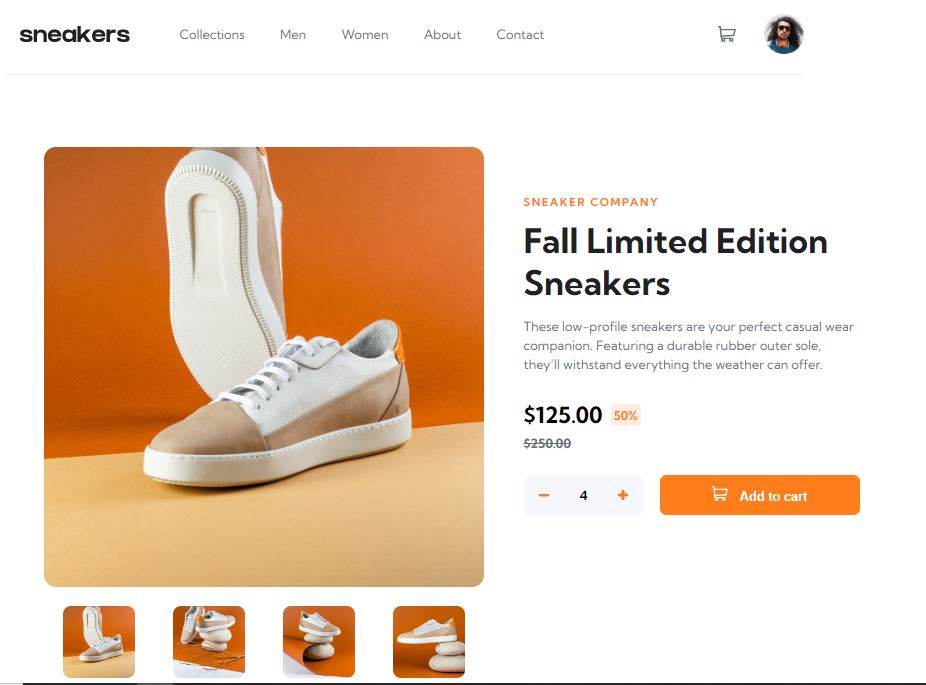 sneakers
Collections Men Women About Contact
SNEAKER COMPANY
Fall Limited Edition
Sneakers
These low-profile sneakers are your perfect casual wear
companion. Featuring a durable rubber outer sole,
they'll withstand everything the weather can offer.
$125.00 50%
$250.00
4 Add to cart